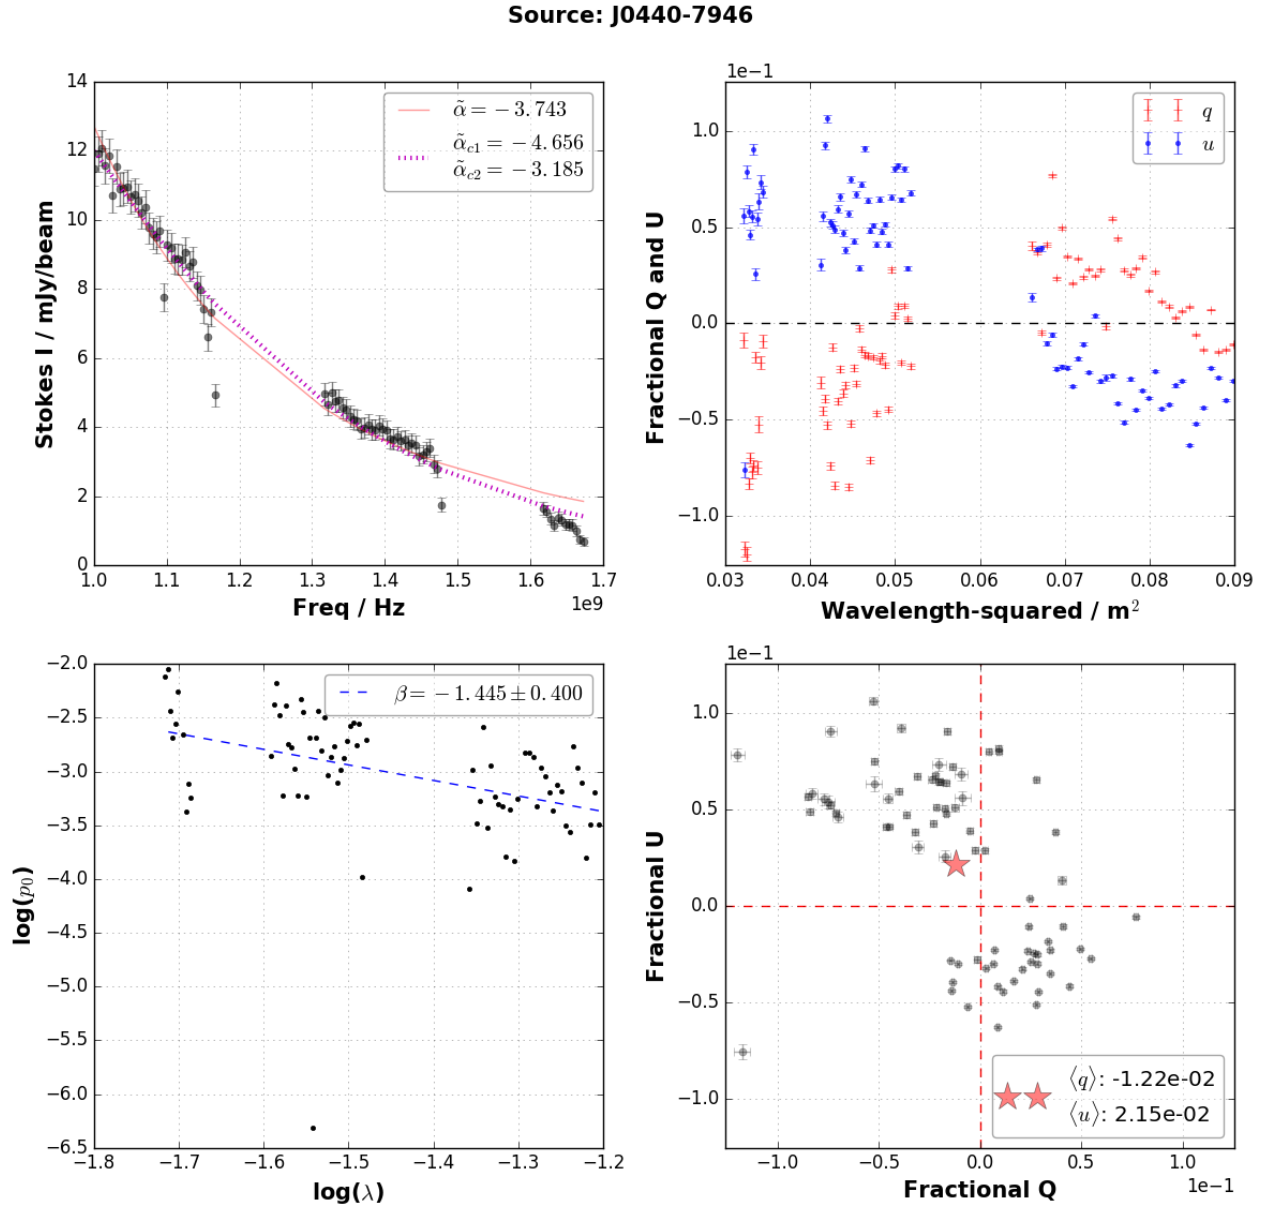 Source: J0440-7946
14
12
10
8
6
4
2
0
1.0 1.1 1.2 1.3 1.4 1.5 1.6 1.7
1e9
Freq / Hz
Stokes I / mJy/beam
α̃ = −3.743
α̃c1 = −4.656
α̃c2 = −3.185
1e−1
1.0
0.5
0.0
−0.5
−1.0
0.03 0.04 0.05 0.06 0.07 0.08 0.09
Wavelength-squared / m²
Fractional Q and U
q
u
−2.0
−2.5
−3.0
−3.5
−4.0
−4.5
−5.0
−5.5
−6.0
−6.5
−1.8 −1.7 −1.6 −1.5 −1.4 −1.3 −1.2
log(λ)
log(p₀)
β = −1.445 ± 0.400
1e−1
1.0
0.5
0.0
−0.5
−1.0
−1.0 −0.5 0.0 0.5 1.0
1e−1
Fractional Q
Fractional U
⟨q⟩: -1.22e-02
⟨u⟩: 2.15e-02